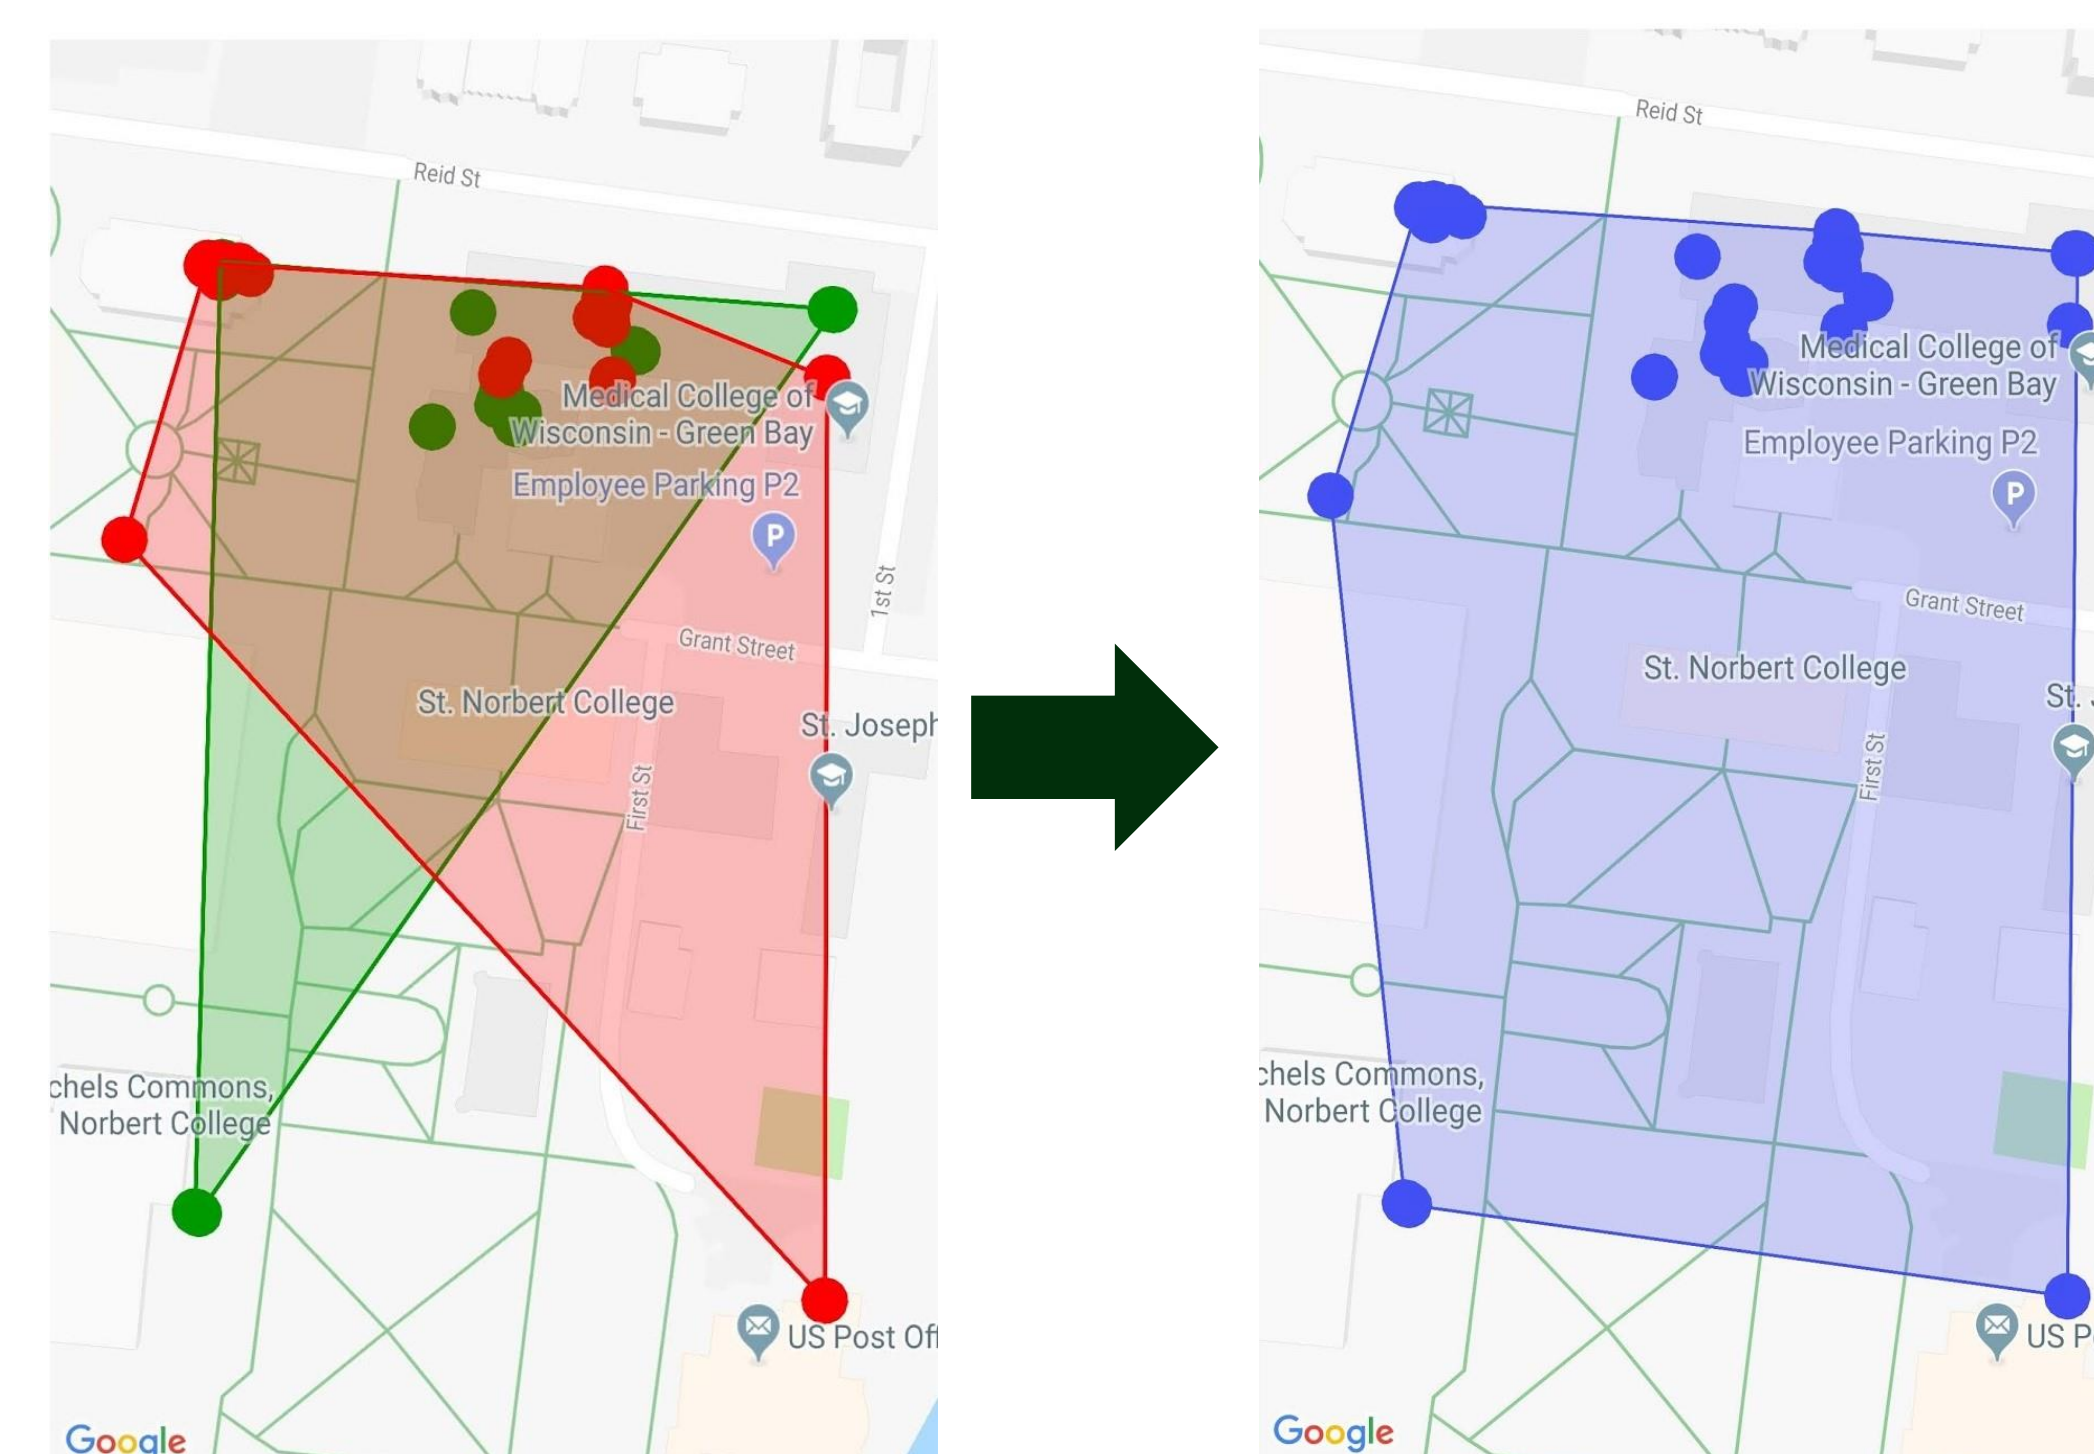 Reid St
Medical College of
Wisconsin - Green Bay
Employee Parking P2
P
1st St
Grant Street
St. Norbert College
St. Joseph
First St
chels Commons,
Norbert College
US Post Off
Google
Reid St
Medical College of
Wisconsin - Green Bay
Employee Parking P2
P
Grant Street
St. Norbert College
St.
First St
chels Commons,
Norbert College
US P
Google